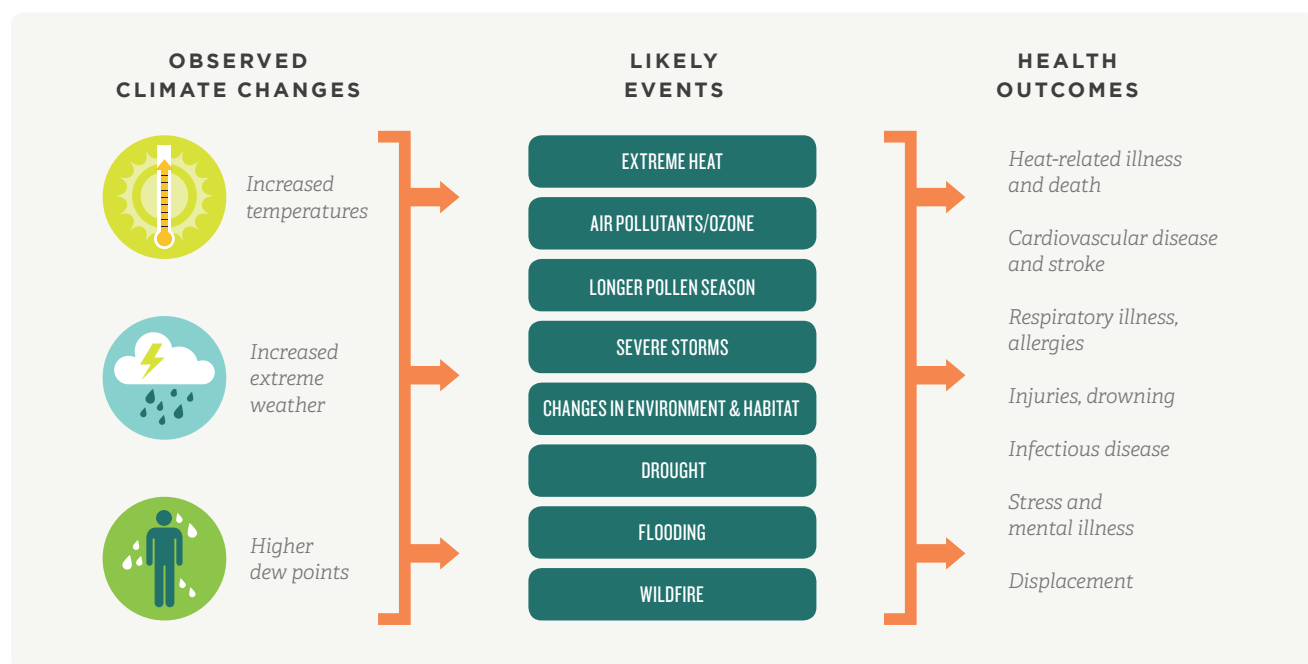 OBSERVED
CLIMATE CHANGES
Increased
temperatures
Increased
extreme
weather
Higher
dew points
LIKELY
EVENTS
EXTREME HEAT
AIR POLLUTANTS/OZONE
LONGER POLLEN SEASON
SEVERE STORMS
CHANGES IN ENVIRONMENT & HABITAT
DROUGHT
FLOODING
WILDFIRE
HEALTH
OUTCOMES
Heat-related illness
and death
Cardiovascular disease
and stroke
Respiratory illness,
allergies
Injuries, drowning
Infectious disease
Stress and
mental illness
Displacement